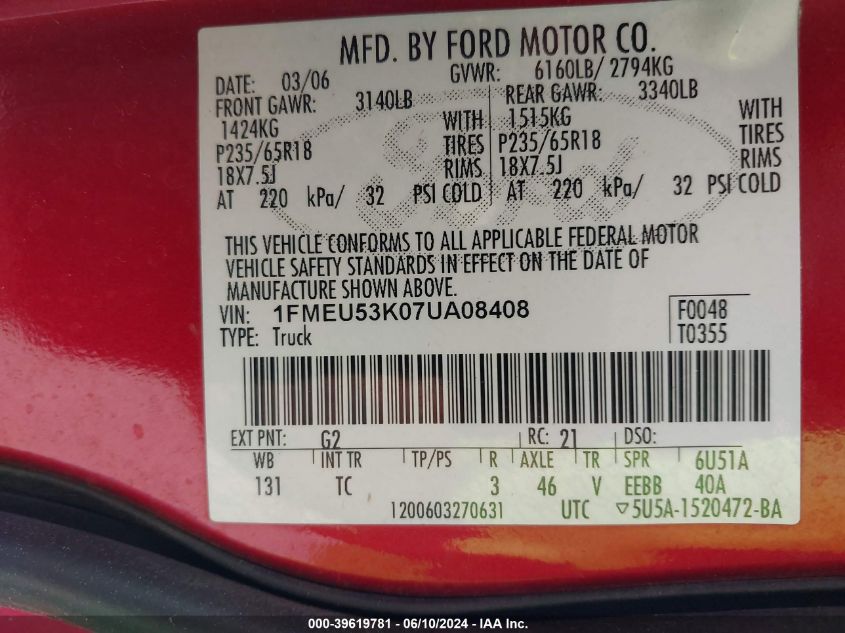 MFD. BY FORD MOTOR CO.
DATE: 03/06 GVWR: 6160LB/ 2794KG
FRONT GAWR: 3140LB REAR GAWR: 3340LB
1424KG WITH 1515KG WITH
P235/65R18 TIRES P235/65R18 TIRES
18X7.5J RIMS 18X7.5J RIMS
AT 220 kPa/ 32 PSI COLD AT 220 kPa/ 32 PSI COLD
Ford
THIS VEHICLE CONFORMS TO ALL APPLICABLE FEDERAL MOTOR
VEHICLE SAFETY STANDARDS IN EFFECT ON THE DATE OF
MANUFACTURE SHOWN ABOVE.
VIN: 1FMEU53K07UA08408 F0048
TYPE: Truck T0355
EXT PNT: G2 RC: 21 DSO:
WB INT TR TP/PS R AXLE TR SPR 6U51A
131 TC 3 46 V EEBB 40A
1200603270631 UTC ▽5U5A-1520472-BA
000-39619781 - 06/10/2024 - IAA Inc.